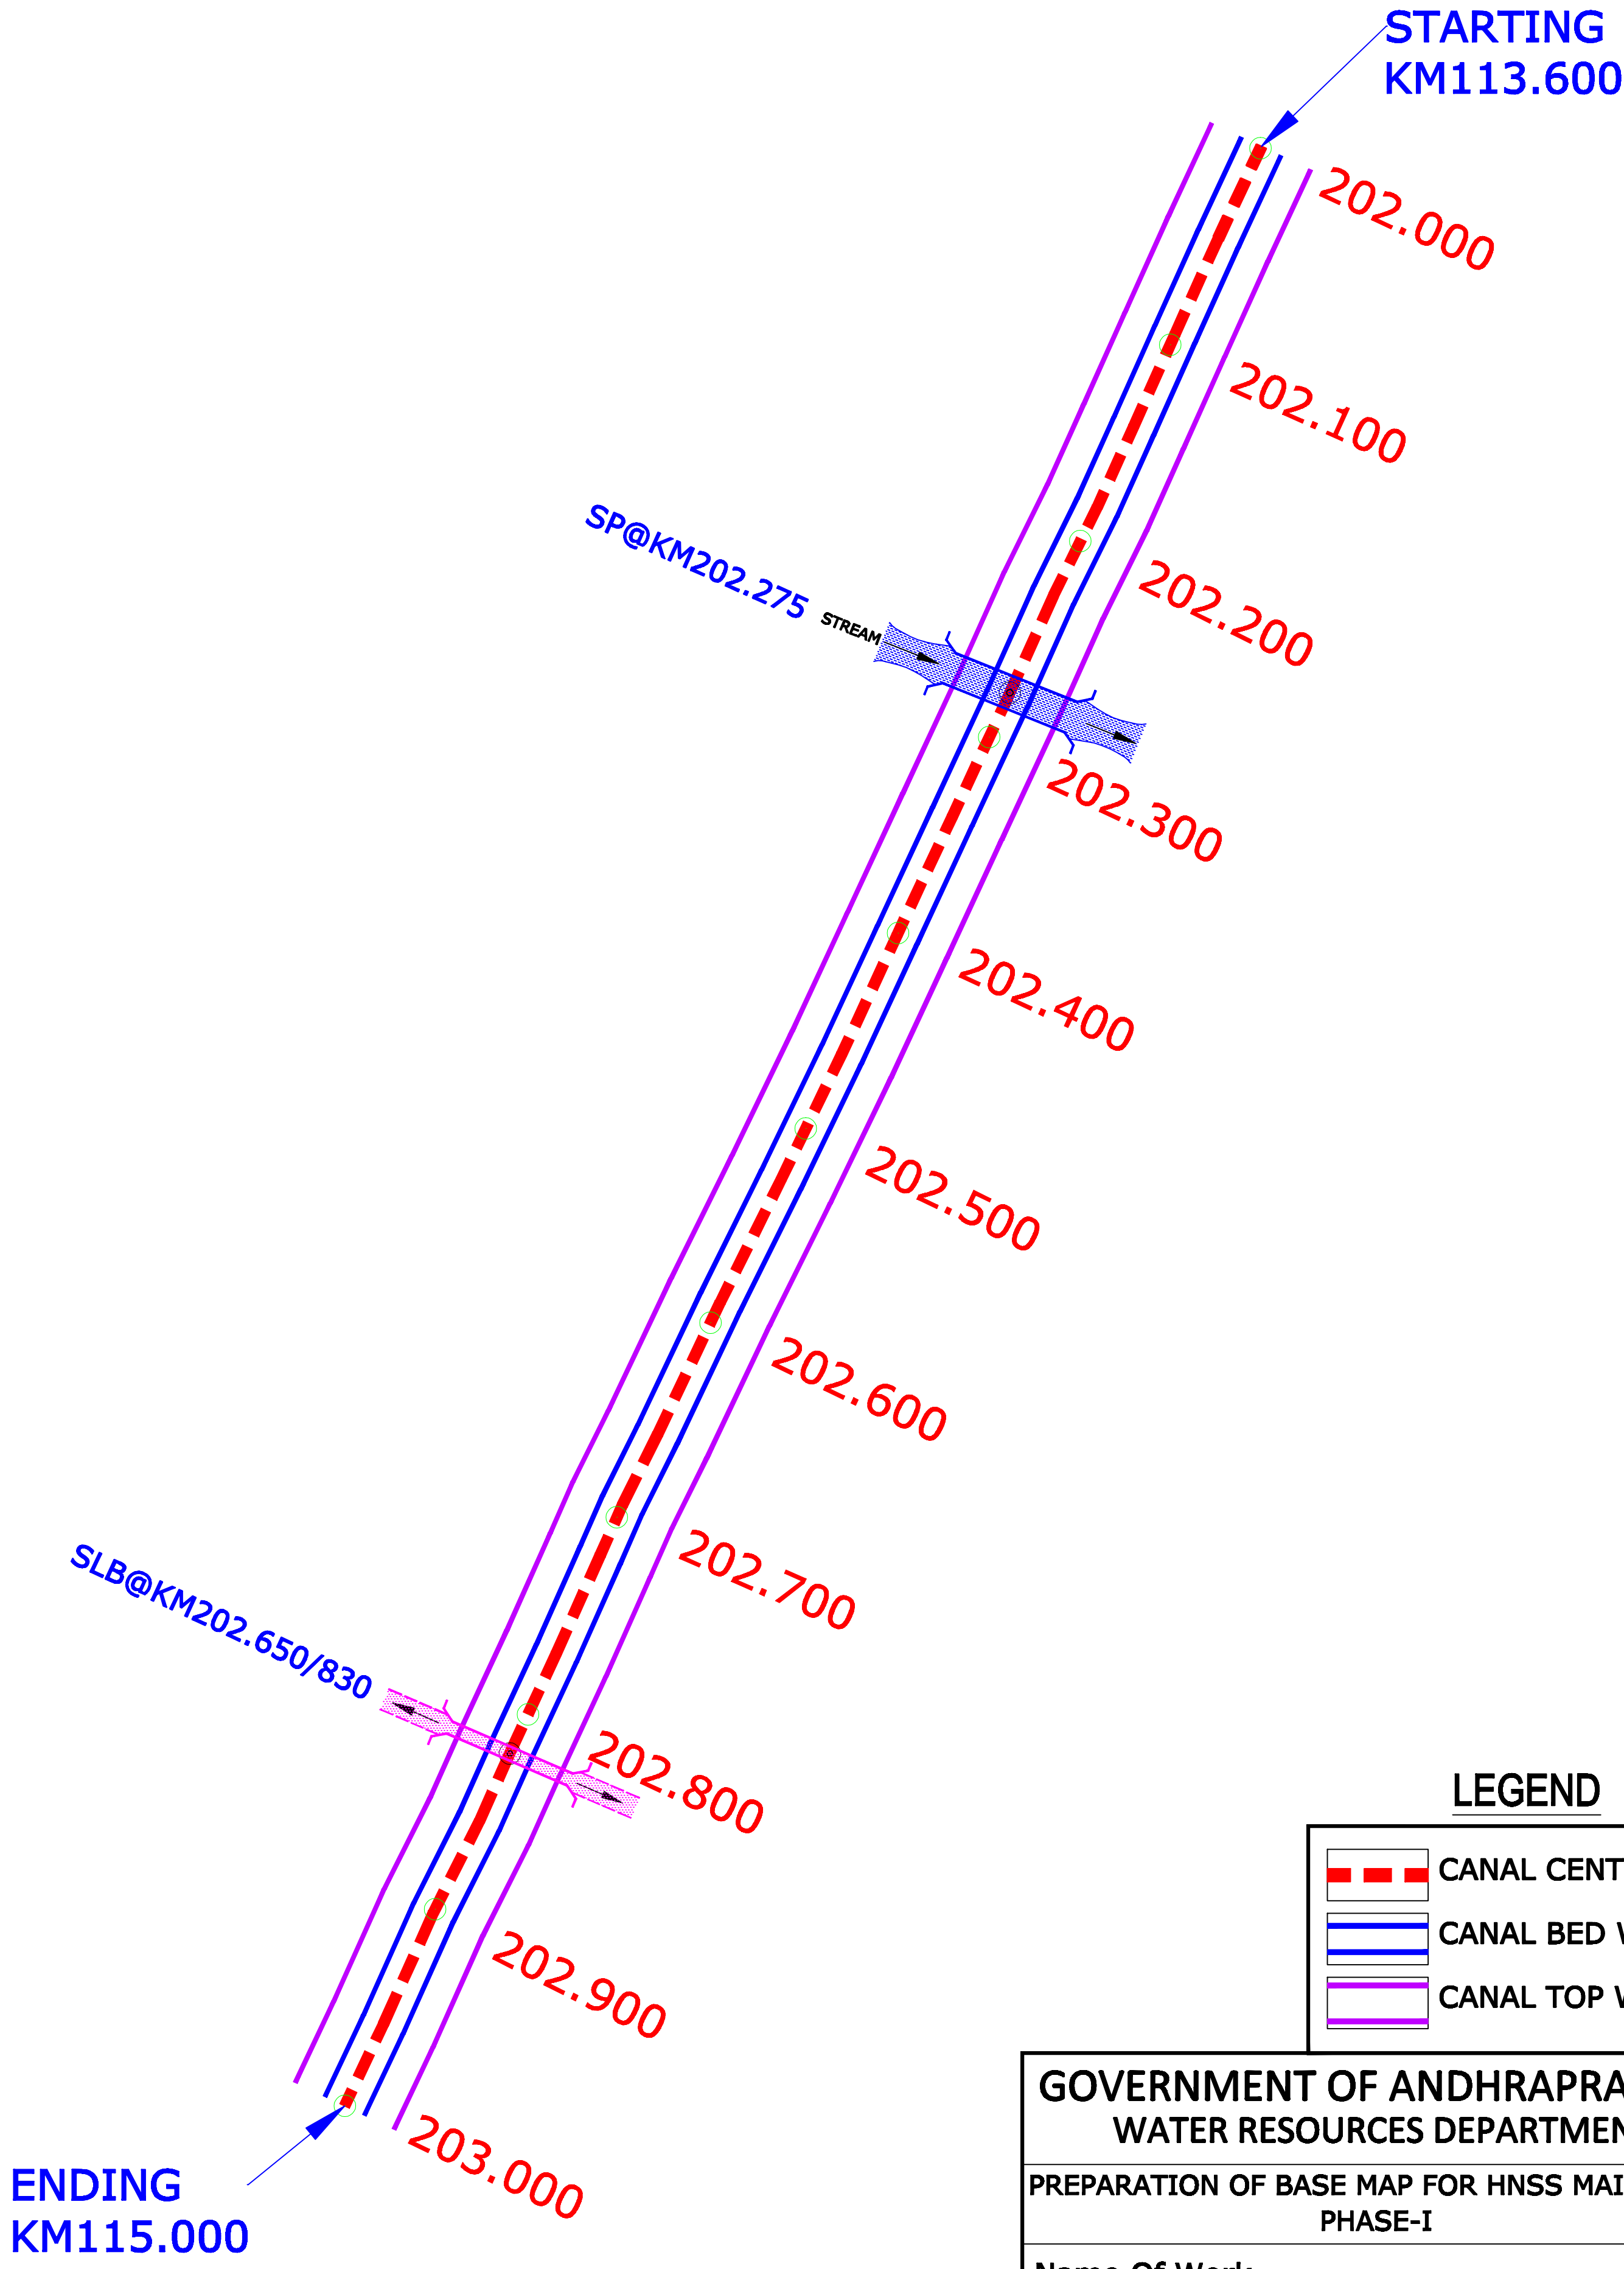 STARTING
KM113.600
202.000
202.100
SP@KM202.275
STREAM
202.200
202.300
202.400
202.500
202.600
202.700
SLB@KM202.650/830
202.800
202.900
203.000
ENDING
KM115.000
LEGEND
CANAL CENT
CANAL BED
CANAL TOP
GOVERNMENT OF ANDHRAPRA
WATER RESOURCES DEPARTMEN
PREPARATION OF BASE MAP FOR HNSS MAI
PHASE-I
Name Of Work